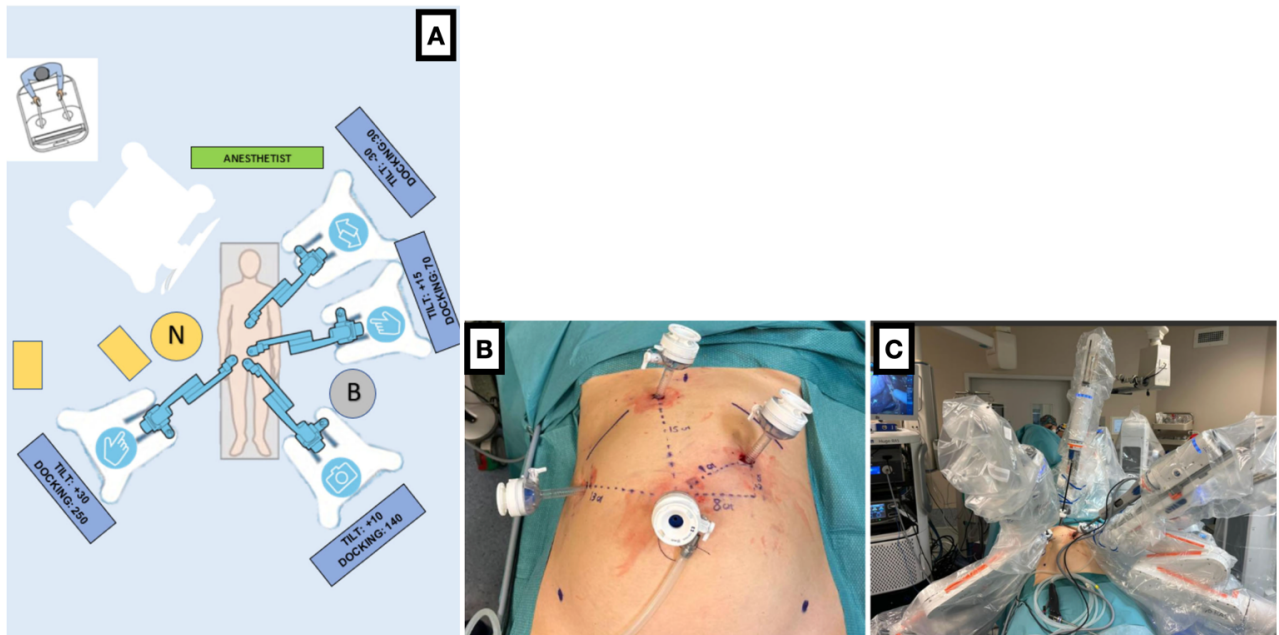 A
ANESTHETIST
TILT: -30
DOCKING:30
TILT: +15
DOCKING: 70
N
B
TILT: +30
DOCKING: 250
TILT: +10
DOCKING: 140
B
15 cm
8 cm
C